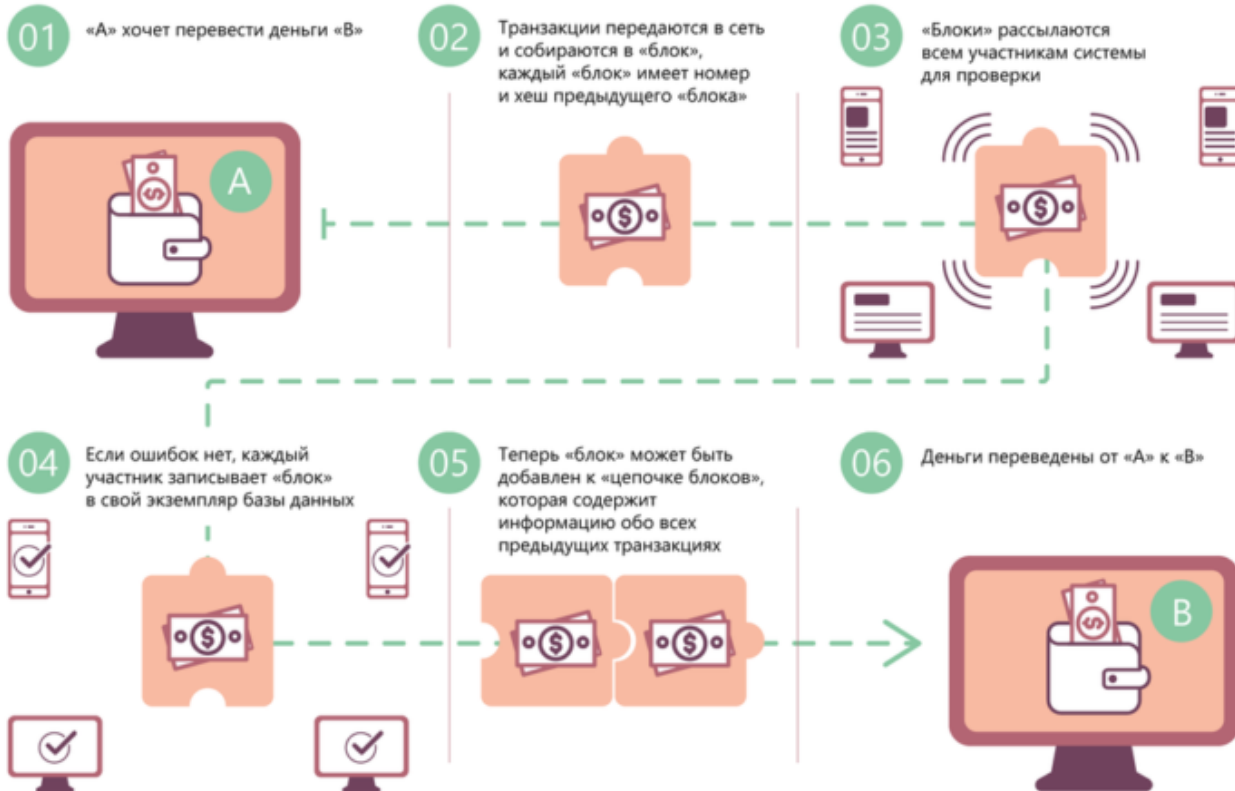 01
«А» хочет перевести деньги «В»
02
Транзакции передаются в сеть
и собираются в «блок»,
каждый «блок» имеет номер
и хеш предыдущего «блока»
03
«Блоки» рассылаются
всем участникам системы
для проверки
A
$
$
$
04
Если ошибок нет, каждый
участник записывает «блок»
в свой экземпляр базы данных
05
Теперь «блок» может быть
добавлен к «цепочке блоков»,
которая содержит
информацию обо всех
предыдущих транзакциях
06
Деньги переведены от «А» к «В»
B
$
$
$
$